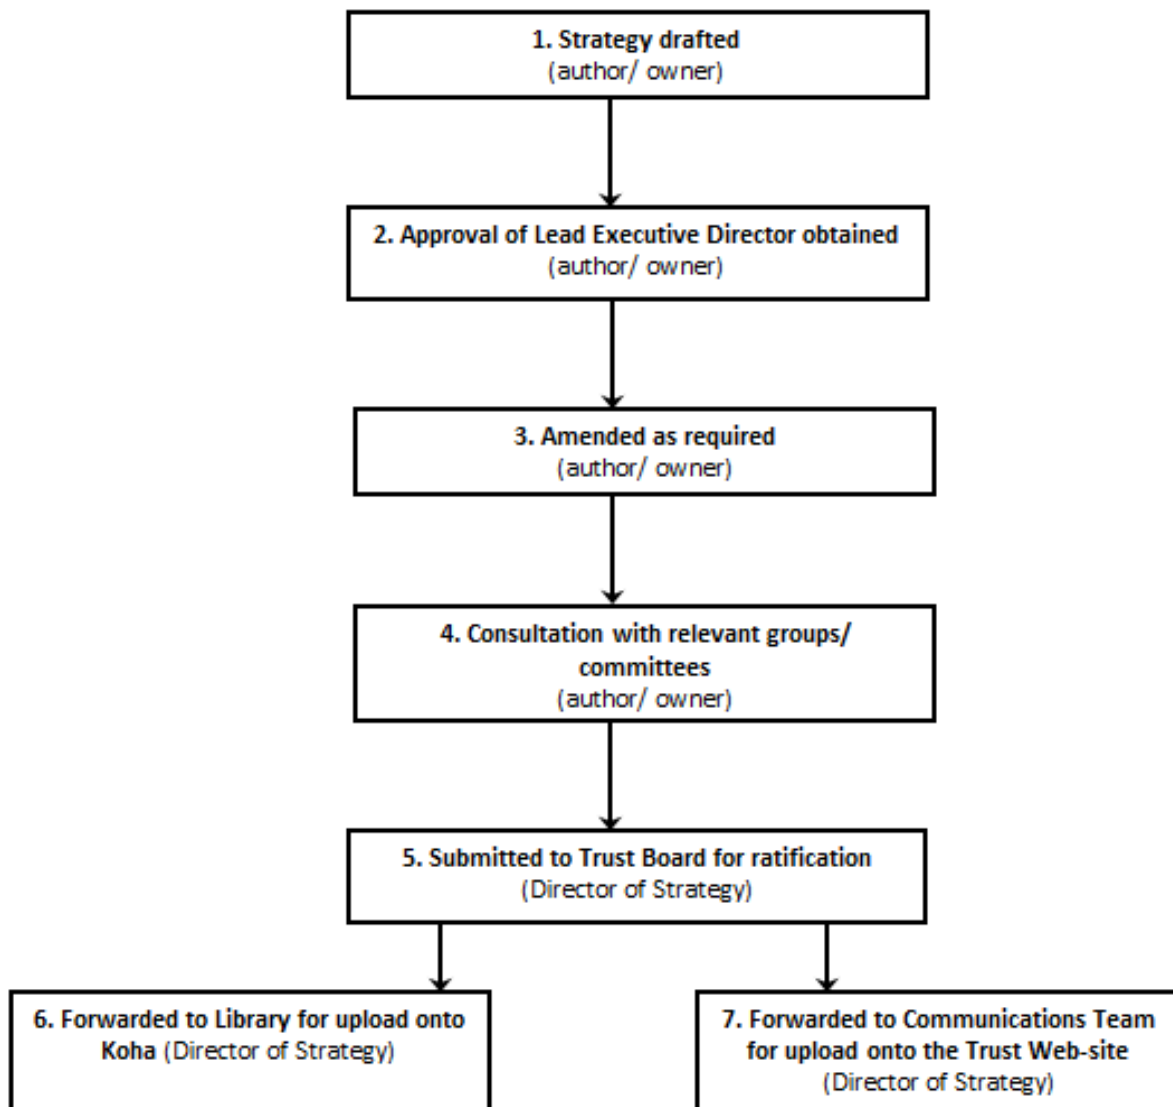 1. Strategy drafted
(author/ owner)
2. Approval of Lead Executive Director obtained
(author/ owner)
3. Amended as required
(author/ owner)
4. Consultation with relevant groups/
committees
(author/ owner)
5. Submitted to Trust Board for ratification
(Director of Strategy)
6. Forwarded to Library for upload onto
Koha (Director of Strategy)
7. Forwarded to Communications Team
for upload onto the Trust Web-site
(Director of Strategy)